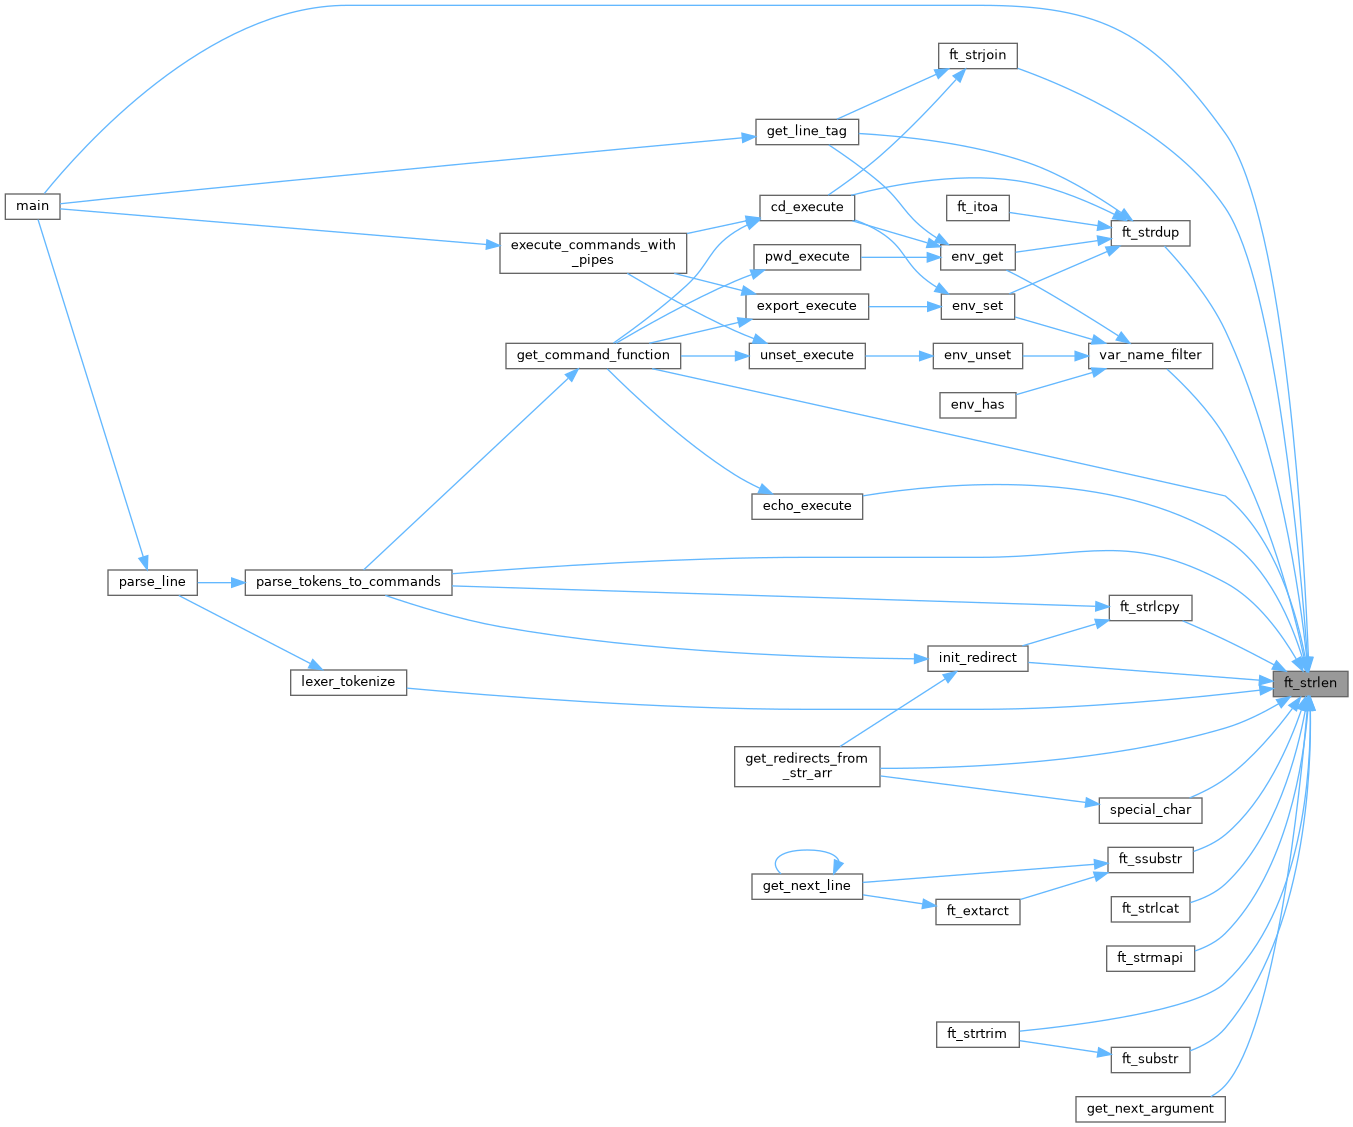 ft_strjoin
get_line_tag
main
cd_execute
ft_itoa
ft_strdup
execute_commands_with
_pipes
pwd_execute
env_get
export_execute
env_set
get_command_function
unset_execute
env_unset
var_name_filter
env_has
echo_execute
parse_line
parse_tokens_to_commands
ft_strlcpy
init_redirect
lexer_tokenize
ft_strlen
get_redirects_from
_str_arr
special_char
ft_ssubstr
get_next_line
ft_extarct
ft_strlcat
ft_strmapi
ft_strtrim
ft_substr
get_next_argument